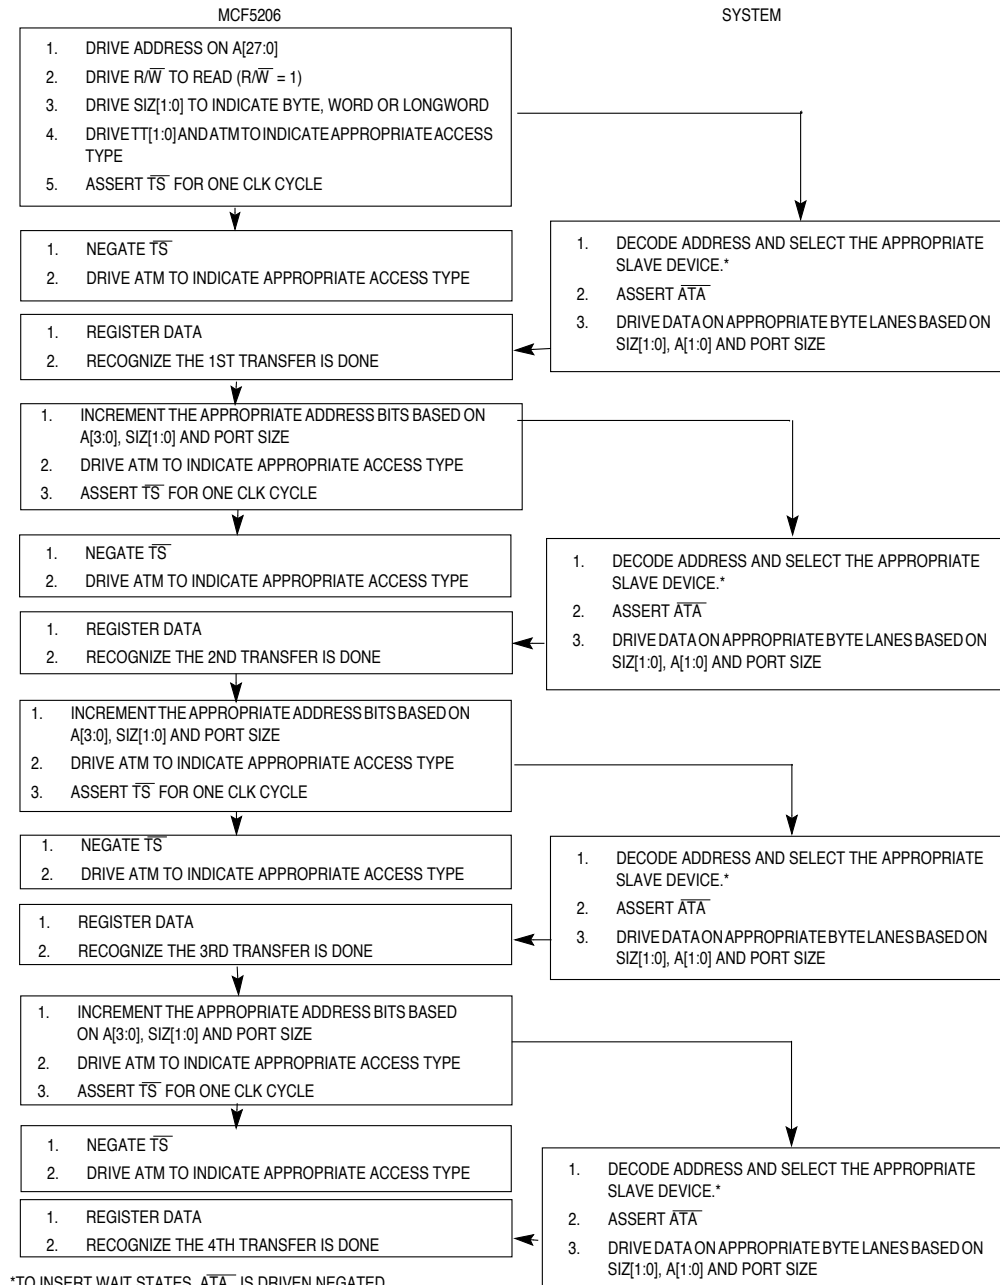 MCF5206
SYSTEM
1. DRIVE ADDRESS ON A[27:0]
2. DRIVE R/W̅ TO READ (R/W̅ = 1)
3. DRIVE SIZ[1:0] TO INDICATE BYTE, WORD OR LONGWORD
4. DRIVE TT[1:0] AND ATM TO INDICATE APPROPRIATE ACCESS
TYPE
5. ASSERT T̅S̅ FOR ONE CLK CYCLE
1. NEGATE T̅S̅
2. DRIVE ATM TO INDICATE APPROPRIATE ACCESS TYPE
1. DECODE ADDRESS AND SELECT THE APPROPRIATE
SLAVE DEVICE.*
2. ASSERT A̅T̅A̅
3. DRIVE DATA ON APPROPRIATE BYTE LANES BASED ON
SIZ[1:0], A[1:0] AND PORT SIZE
1. REGISTER DATA
2. RECOGNIZE THE 1ST TRANSFER IS DONE
1. INCREMENT THE APPROPRIATE ADDRESS BITS BASED ON
A[3:0], SIZ[1:0] AND PORT SIZE
2. DRIVE ATM TO INDICATE APPROPRIATE ACCESS TYPE
3. ASSERT T̅S̅ FOR ONE CLK CYCLE
1. NEGATE T̅S̅
2. DRIVE ATM TO INDICATE APPROPRIATE ACCESS TYPE
1. DECODE ADDRESS AND SELECT THE APPROPRIATE
SLAVE DEVICE.*
2. ASSERT A̅T̅A̅
3. DRIVE DATA ON APPROPRIATE BYTE LANES BASED ON
SIZ[1:0], A[1:0] AND PORT SIZE
1. REGISTER DATA
2. RECOGNIZE THE 2ND TRANSFER IS DONE
1. INCREMENT THE APPROPRIATE ADDRESS BITS BASED ON
A[3:0], SIZ[1:0] AND PORT SIZE
2. DRIVE ATM TO INDICATE APPROPRIATE ACCESS TYPE
3. ASSERT T̅S̅ FOR ONE CLK CYCLE
1. NEGATE T̅S̅
2. DRIVE ATM TO INDICATE APPROPRIATE ACCESS TYPE
1. DECODE ADDRESS AND SELECT THE APPROPRIATE
SLAVE DEVICE.*
2. ASSERT A̅T̅A̅
3. DRIVE DATA ON APPROPRIATE BYTE LANES BASED ON
SIZ[1:0], A[1:0] AND PORT SIZE
1. REGISTER DATA
2. RECOGNIZE THE 3RD TRANSFER IS DONE
1. INCREMENT THE APPROPRIATE ADDRESS BITS BASED
ON A[3:0], SIZ[1:0] AND PORT SIZE
2. DRIVE ATM TO INDICATE APPROPRIATE ACCESS TYPE
3. ASSERT T̅S̅ FOR ONE CLK CYCLE
1. NEGATE T̅S̅
2. DRIVE ATM TO INDICATE APPROPRIATE ACCESS TYPE
1. DECODE ADDRESS AND SELECT THE APPROPRIATE
SLAVE DEVICE.*
2. ASSERT A̅T̅A̅
3. DRIVE DATA ON APPROPRIATE BYTE LANES BASED ON
SIZ[1:0], A[1:0] AND PORT SIZE
1. REGISTER DATA
2. RECOGNIZE THE 4TH TRANSFER IS DONE
*TO INSERT WAIT STATES, A̅T̅A̅ IS DRIVEN NEGATED